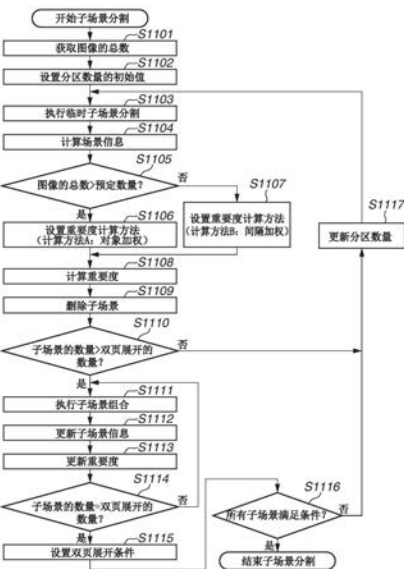 开始子场景分割
S1101
获取图像的总数
S1102
设置分区数量的初始值
S1103
执行临时子场景分割
S1104
计算场景信息
S1105
图像的总数>预定数量?
否
是
S1106
设置重要度计算方法
(计算方法A: 对象加权)
S1107
设置重要度计算方法
(计算方法B: 间隔加权)
S1108
计算重要度
S1109
删除子场景
S1110
子场景的数量>双页展开的
数量?
否
是
S1111
执行子场景组合
S1112
更新子场景信息
S1113
更新重要度
S1114
子场景的数量=双页展开的
数量?
否
是
S1115
设置双页展开条件
S1116
所有子场景满足条件?
否
是
结束子场景分割
S1117
更新分区数量